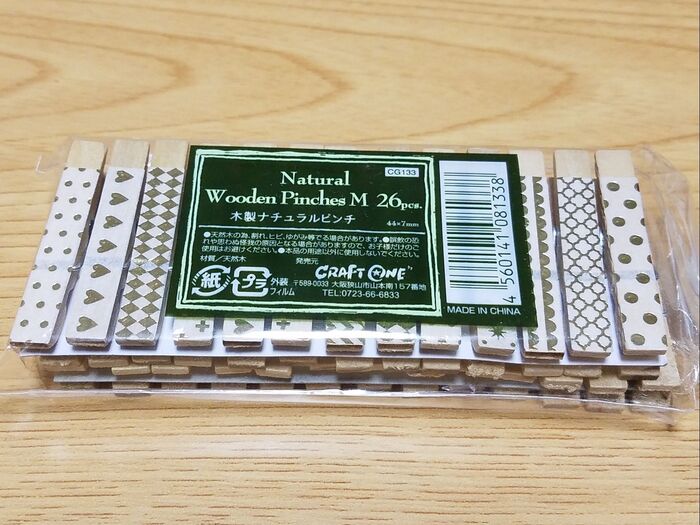 CG133
Natural
Wooden Pinches M 26pcs.
木製ナチュラルピンチ
44×7mm
●天然木の為、割れ、ヒビ、ゆがみ等でる場合があります。●誤飲の恐
れや思わぬ怪我の原因となる場合がありますので、お子様だけのご
使用はお避けください。●本品の用途以外に使用しないでください。
材質／天然木
発売元
CRAFT ONE
紙
プラ
外装
フィルム
〒589-0033 大阪狭山市山本南157番地
TEL:0723-66-6833
4 560141 081338
MADE IN CHINA